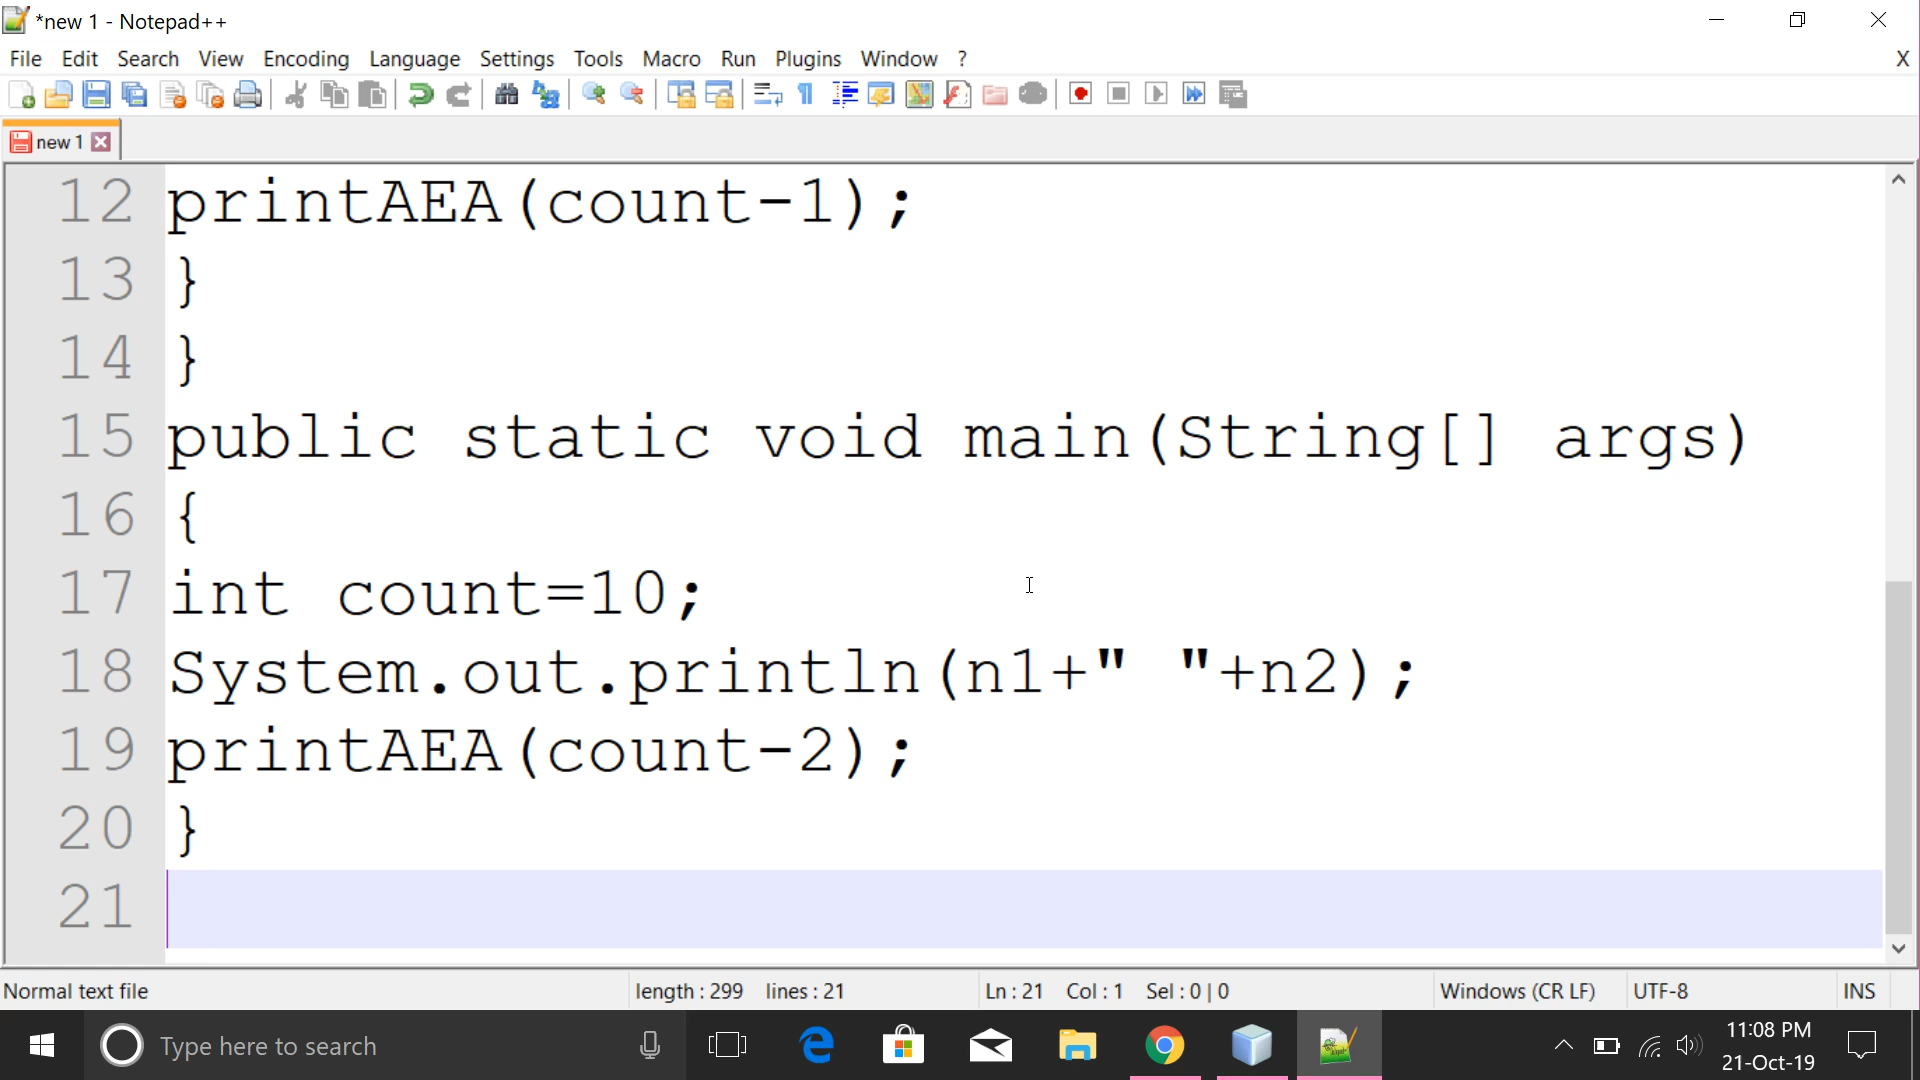 *new 1 - Notepad++
File Edit Search View Encoding Language Settings Tools Macro Run Plugins Window ?
X
new 1
12 printAEA(count-1);
13 }
14 }
15 public static void main(String[] args)
16 {
17 int count=10;
18 System.out.println(n1+" "+n2);
19 printAEA(count-2);
20 }
21
Normal text file length : 299 lines : 21 Ln : 21 Col : 1 Sel : 0 | 0 Windows (CR LF) UTF-8 INS
Type here to search
11:08 PM
21-Oct-19